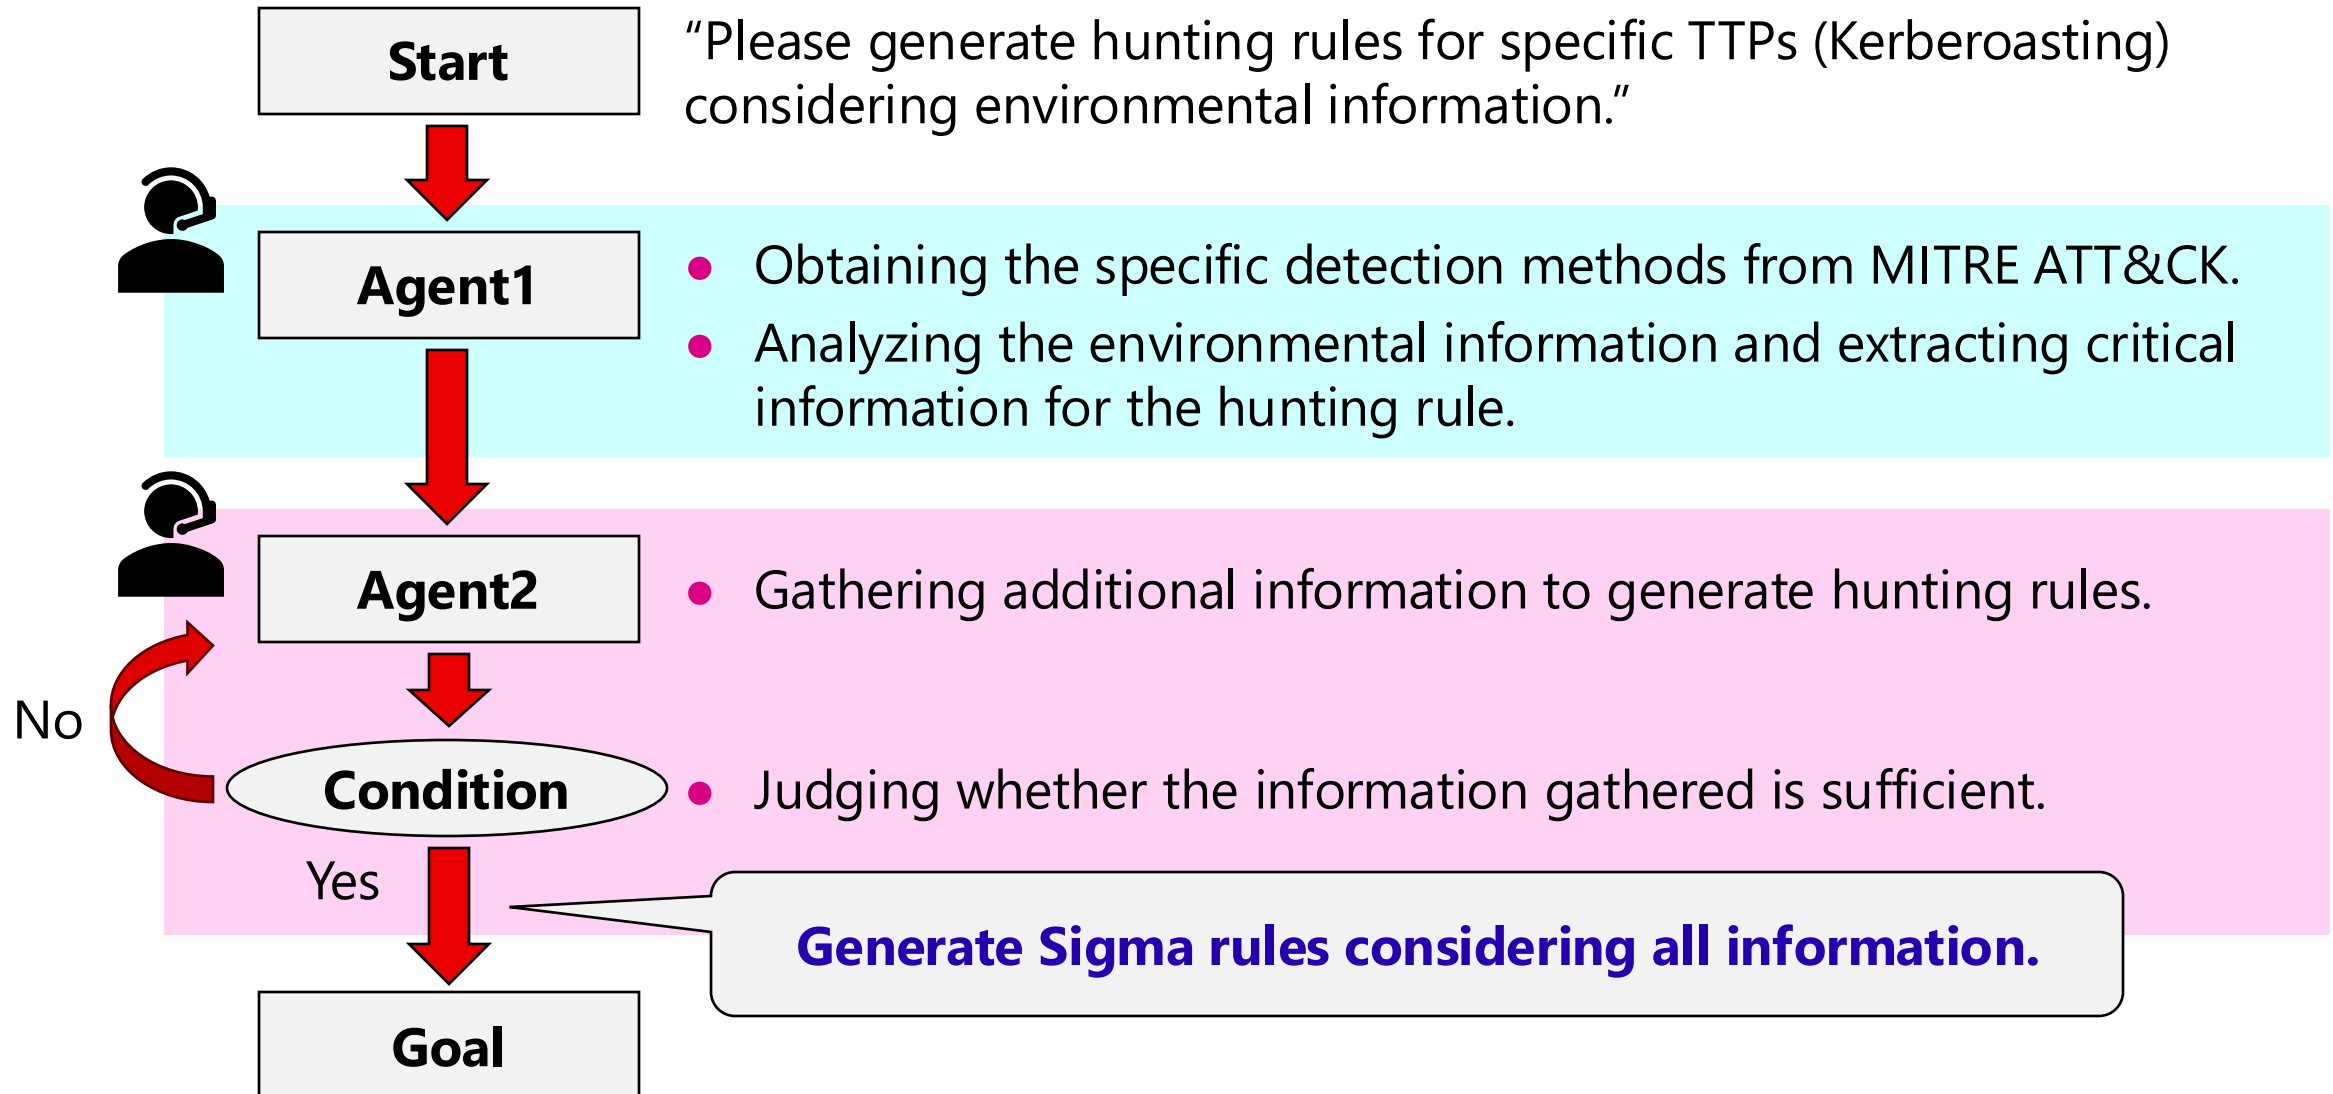 Start
“Please generate hunting rules for specific TTPs (Kerberoasting)
considering environmental information.”
Agent1
● Obtaining the specific detection methods from MITRE ATT&CK.
● Analyzing the environmental information and extracting critical
information for the hunting rule.
Agent2
● Gathering additional information to generate hunting rules.
No
Condition
● Judging whether the information gathered is sufficient.
Yes
Generate Sigma rules considering all information.
Goal